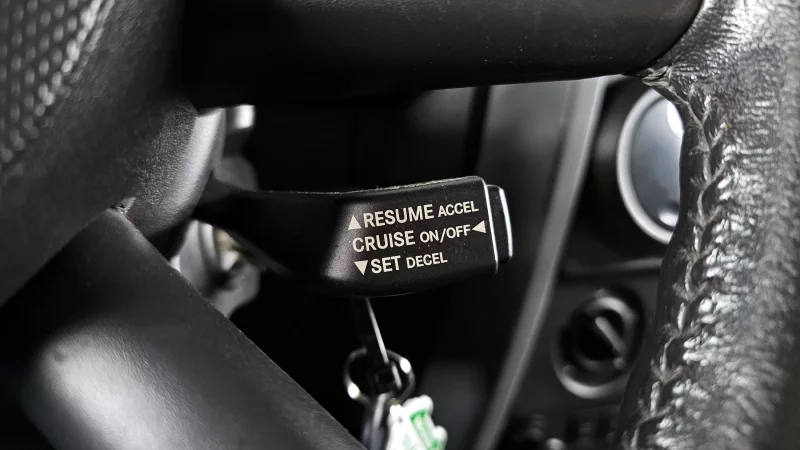 ▲RESUME ACCEL
CRUISE ON/OFF◀
▼SET DECEL